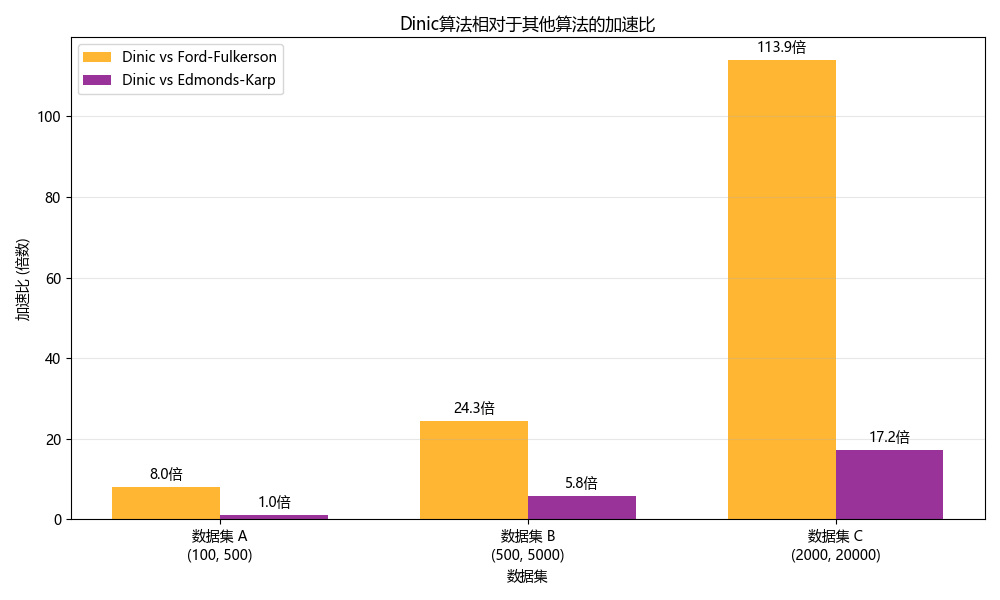 Dinic算法相对于其他算法的加速比
Dinic vs Ford-Fulkerson
Dinic vs Edmonds-Karp
加速比 (倍数)
100
80
60
40
20
0
8.0倍
1.0倍
24.3倍
5.8倍
113.9倍
17.2倍
数据集 A
(100, 500)
数据集 B
(500, 5000)
数据集 C
(2000, 20000)
数据集